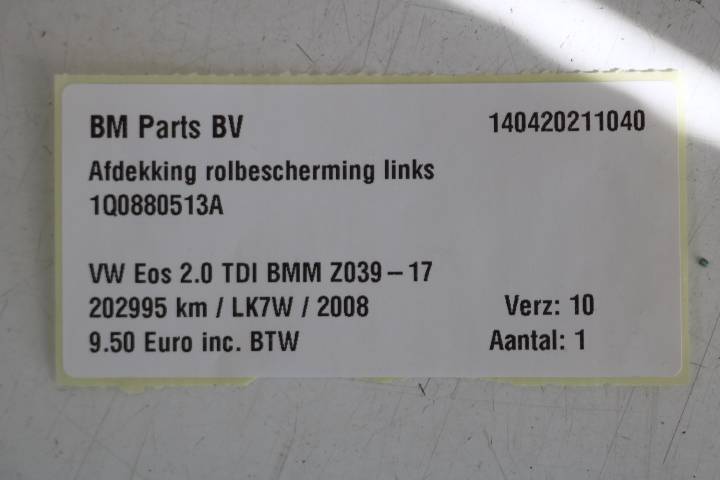 BM Parts BV 140420211040
Afdekking rolbescherming links
1Q0880513A
VW Eos 2.0 TDI BMM Z039 – 17
202995 km / LK7W / 2008 Verz: 10
9.50 Euro inc. BTW Aantal: 1